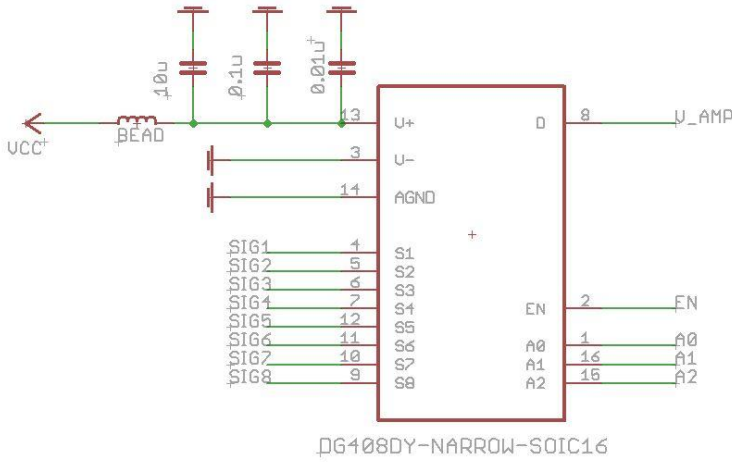 10u
0.1u
0.01u
VCC
BEAD
13 V+ D 8 V_AMP
3 V-
14 AGND
SIG1 4 S1
SIG2 5 S2
SIG3 6 S3
SIG4 7 S4 EN 2 EN
SIG5 12 S5
SIG6 11 S6 A0 1 A0
SIG7 10 S7 A1 16 A1
SIG8 9 S8 A2 15 A2
DG408DY-NARROW-SOIC16